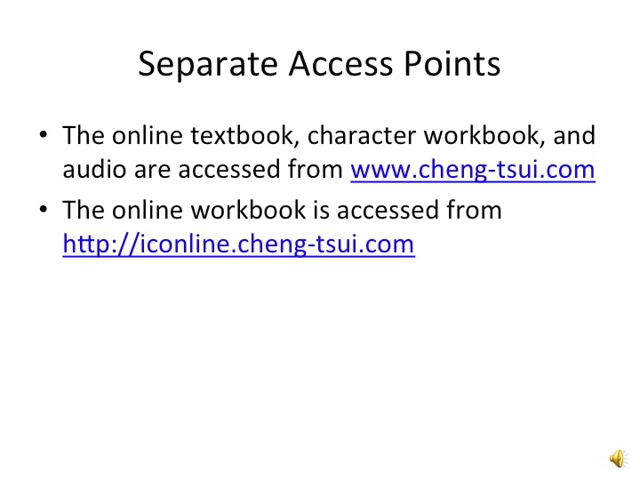 Separate Access Points
• The online textbook, character workbook, and
audio are accessed from www.cheng-tsui.com
• The online workbook is accessed from
http://iconline.cheng-tsui.com